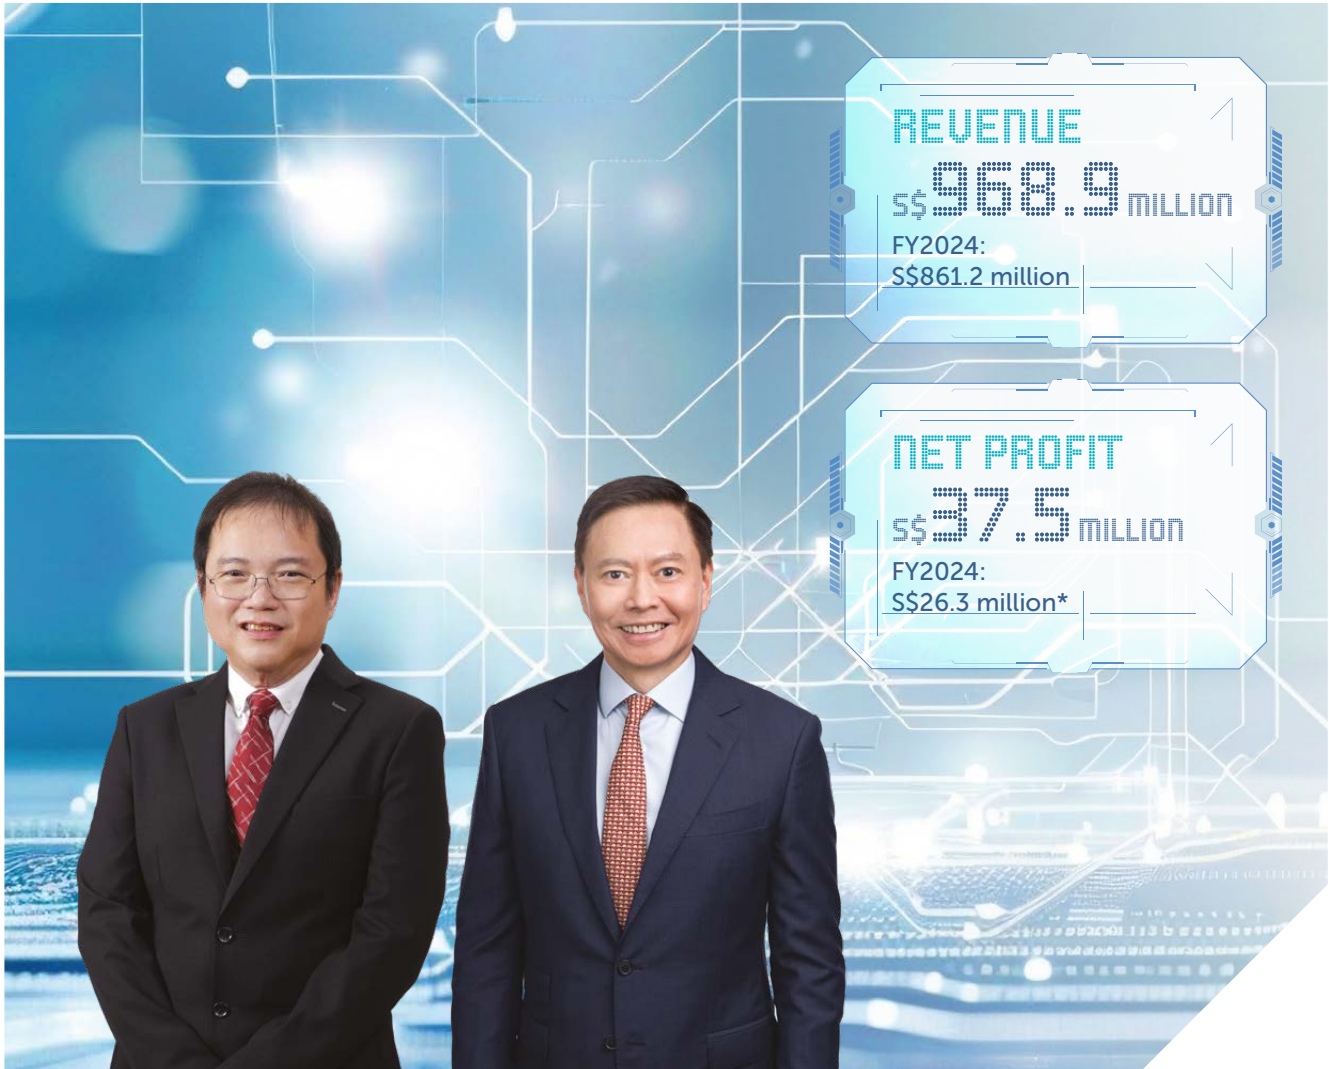 REVENUE
S$968.9 MILLION
FY2024:
S$861.2 million
NET PROFIT
S$37.5 MILLION
FY2024:
S$26.3 million*